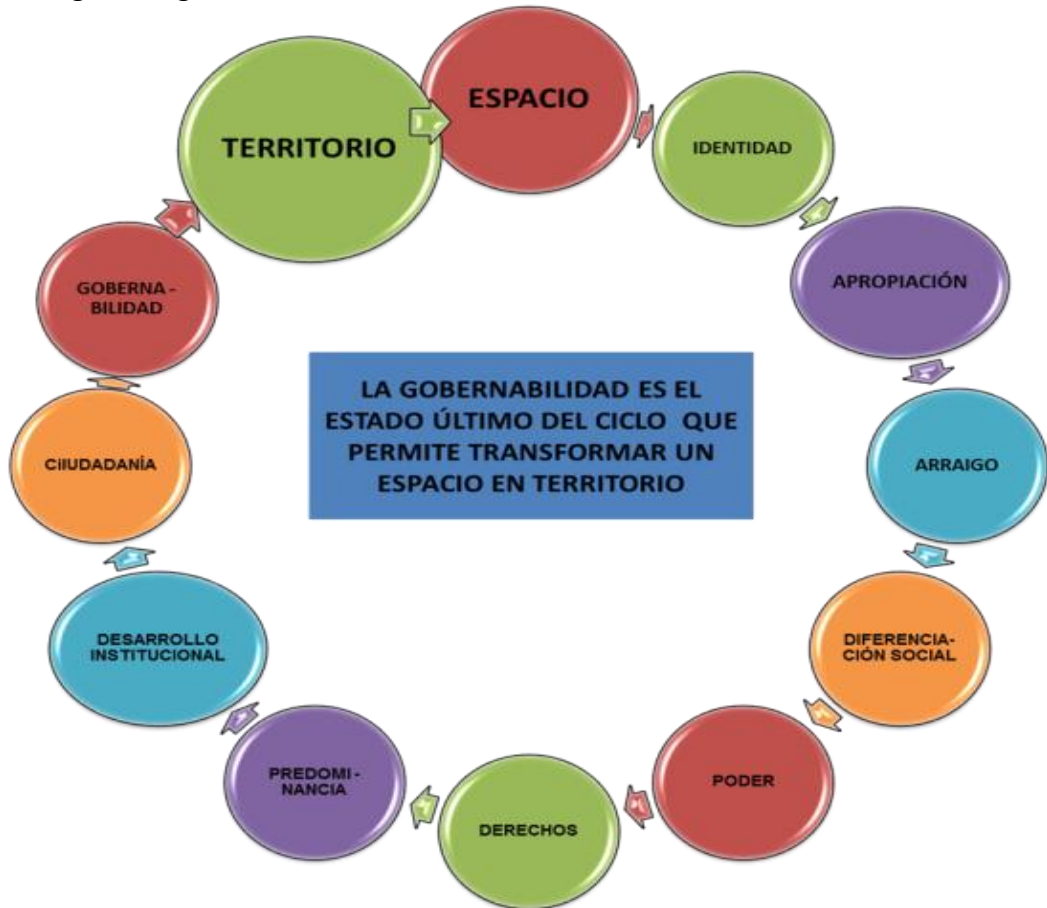 ESPACIO
IDENTIDAD
APROPIACIÓN
ARRAIGO
DIFERENCIA-
CIÓN SOCIAL
PODER
DERECHOS
PREDOMI-
NANCIA
DESARROLLO
INSTITUCIONAL
CIIUDADANÍA
GOBERNA-
BILIDAD
TERRITORIO
LA GOBERNABILIDAD ES EL
ESTADO ÚLTIMO DEL CICLO QUE
PERMITE TRANSFORMAR UN
ESPACIO EN TERRITORIO